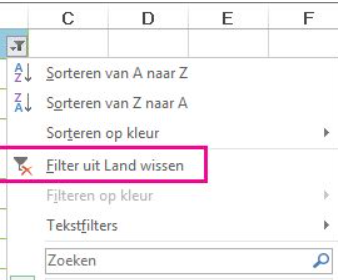 C D E F
Sorteren van A naar Z
Sorteren van Z naar A
Sorteren op kleur
Filter uit Land wissen
Filteren op kleur
Tekstfilters
Zoeken